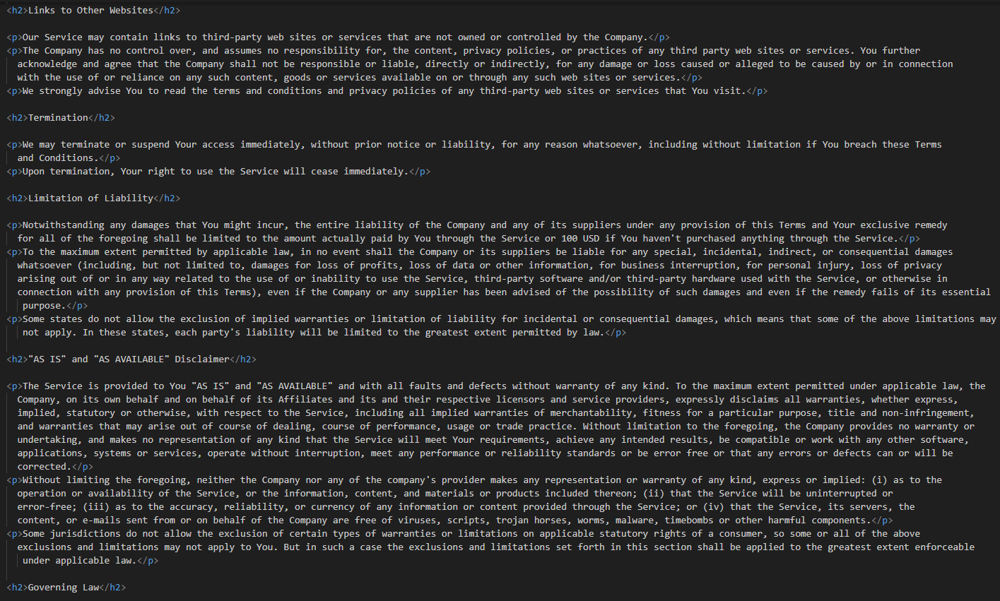 <h2>Links to Other Websites</h2>
<p>Our Service may contain links to third-party web sites or services that are not owned or controlled by the Company.</p>
<p>The Company has no control over, and assumes no responsibility for, the content, privacy policies, or practices of any third party web sites or services. You further
acknowledge and agree that the Company shall not be responsible or liable, directly or indirectly, for any damage or loss caused or alleged to be caused by or in connection
with the use of or reliance on any such content, goods or services available on or through any such web sites or services.</p>
<p>We strongly advise You to read the terms and conditions and privacy policies of any third-party web sites or services that You visit.</p>
<h2>Termination</h2>
<p>We may terminate or suspend Your access immediately, without prior notice or liability, for any reason whatsoever, including without limitation if You breach these Terms
and Conditions.</p>
<p>Upon termination, Your right to use the Service will cease immediately.</p>
<h2>Limitation of Liability</h2>
<p>Notwithstanding any damages that You might incur, the entire liability of the Company and any of its suppliers under any provision of this Terms and Your exclusive remedy
for all of the foregoing shall be limited to the amount actually paid by You through the Service or 100 USD if You haven't purchased anything through the Service.</p>
<p>To the maximum extent permitted by applicable law, in no event shall the Company or its suppliers be liable for any special, incidental, indirect, or consequential damages
whatsoever (including, but not limited to, damages for loss of profits, loss of data or other information, for business interruption, for personal injury, loss of privacy
arising out of or in any way related to the use of or inability to use the Service, third-party software and/or third-party hardware used with the Service, or otherwise in
connection with any provision of this Terms), even if the Company or any supplier has been advised of the possibility of such damages and even if the remedy fails of its essential
purpose.</p>
<p>Some states do not allow the exclusion of implied warranties or limitation of liability for incidental or consequential damages, which means that some of the above limitations may
not apply. In these states, each party's liability will be limited to the greatest extent permitted by law.</p>
<h2>"AS IS" and "AS AVAILABLE" Disclaimer</h2>
<p>The Service is provided to You "AS IS" and "AS AVAILABLE" and with all faults and defects without warranty of any kind. To the maximum extent permitted under applicable law, the
Company, on its own behalf and on behalf of its Affiliates and its and their respective licensors and service providers, expressly disclaims all warranties, whether express,
implied, statutory or otherwise, with respect to the Service, including all implied warranties of merchantability, fitness for a particular purpose, title and non-infringement,
and warranties that may arise out of course of dealing, course of performance, usage or trade practice. Without limitation to the foregoing, the Company provides no warranty or
undertaking, and makes no representation of any kind that the Service will meet Your requirements, achieve any intended results, be compatible or work with any other software,
applications, systems or services, operate without interruption, meet any performance or reliability standards or be error free or that any errors or defects can or will be
corrected.</p>
<p>Without limiting the foregoing, neither the Company nor any of the company's provider makes any representation or warranty of any kind, express or implied: (i) as to the
operation or availability of the Service, or the information, content, and materials or products included thereon; (ii) that the Service will be uninterrupted or
error-free; (iii) as to the accuracy, reliability, or currency of any information or content provided through the Service; or (iv) that the Service, its servers, the
content, or e-mails sent from or on behalf of the Company are free of viruses, scripts, trojan horses, worms, malware, timebombs or other harmful components.</p>
<p>Some jurisdictions do not allow the exclusion of certain types of warranties or limitations on applicable statutory rights of a consumer, so some or all of the above
exclusions and limitations may not apply to You. But in such a case the exclusions and limitations set forth in this section shall be applied to the greatest extent enforceable
under applicable law.</p>
<h2>Governing Law</h2>